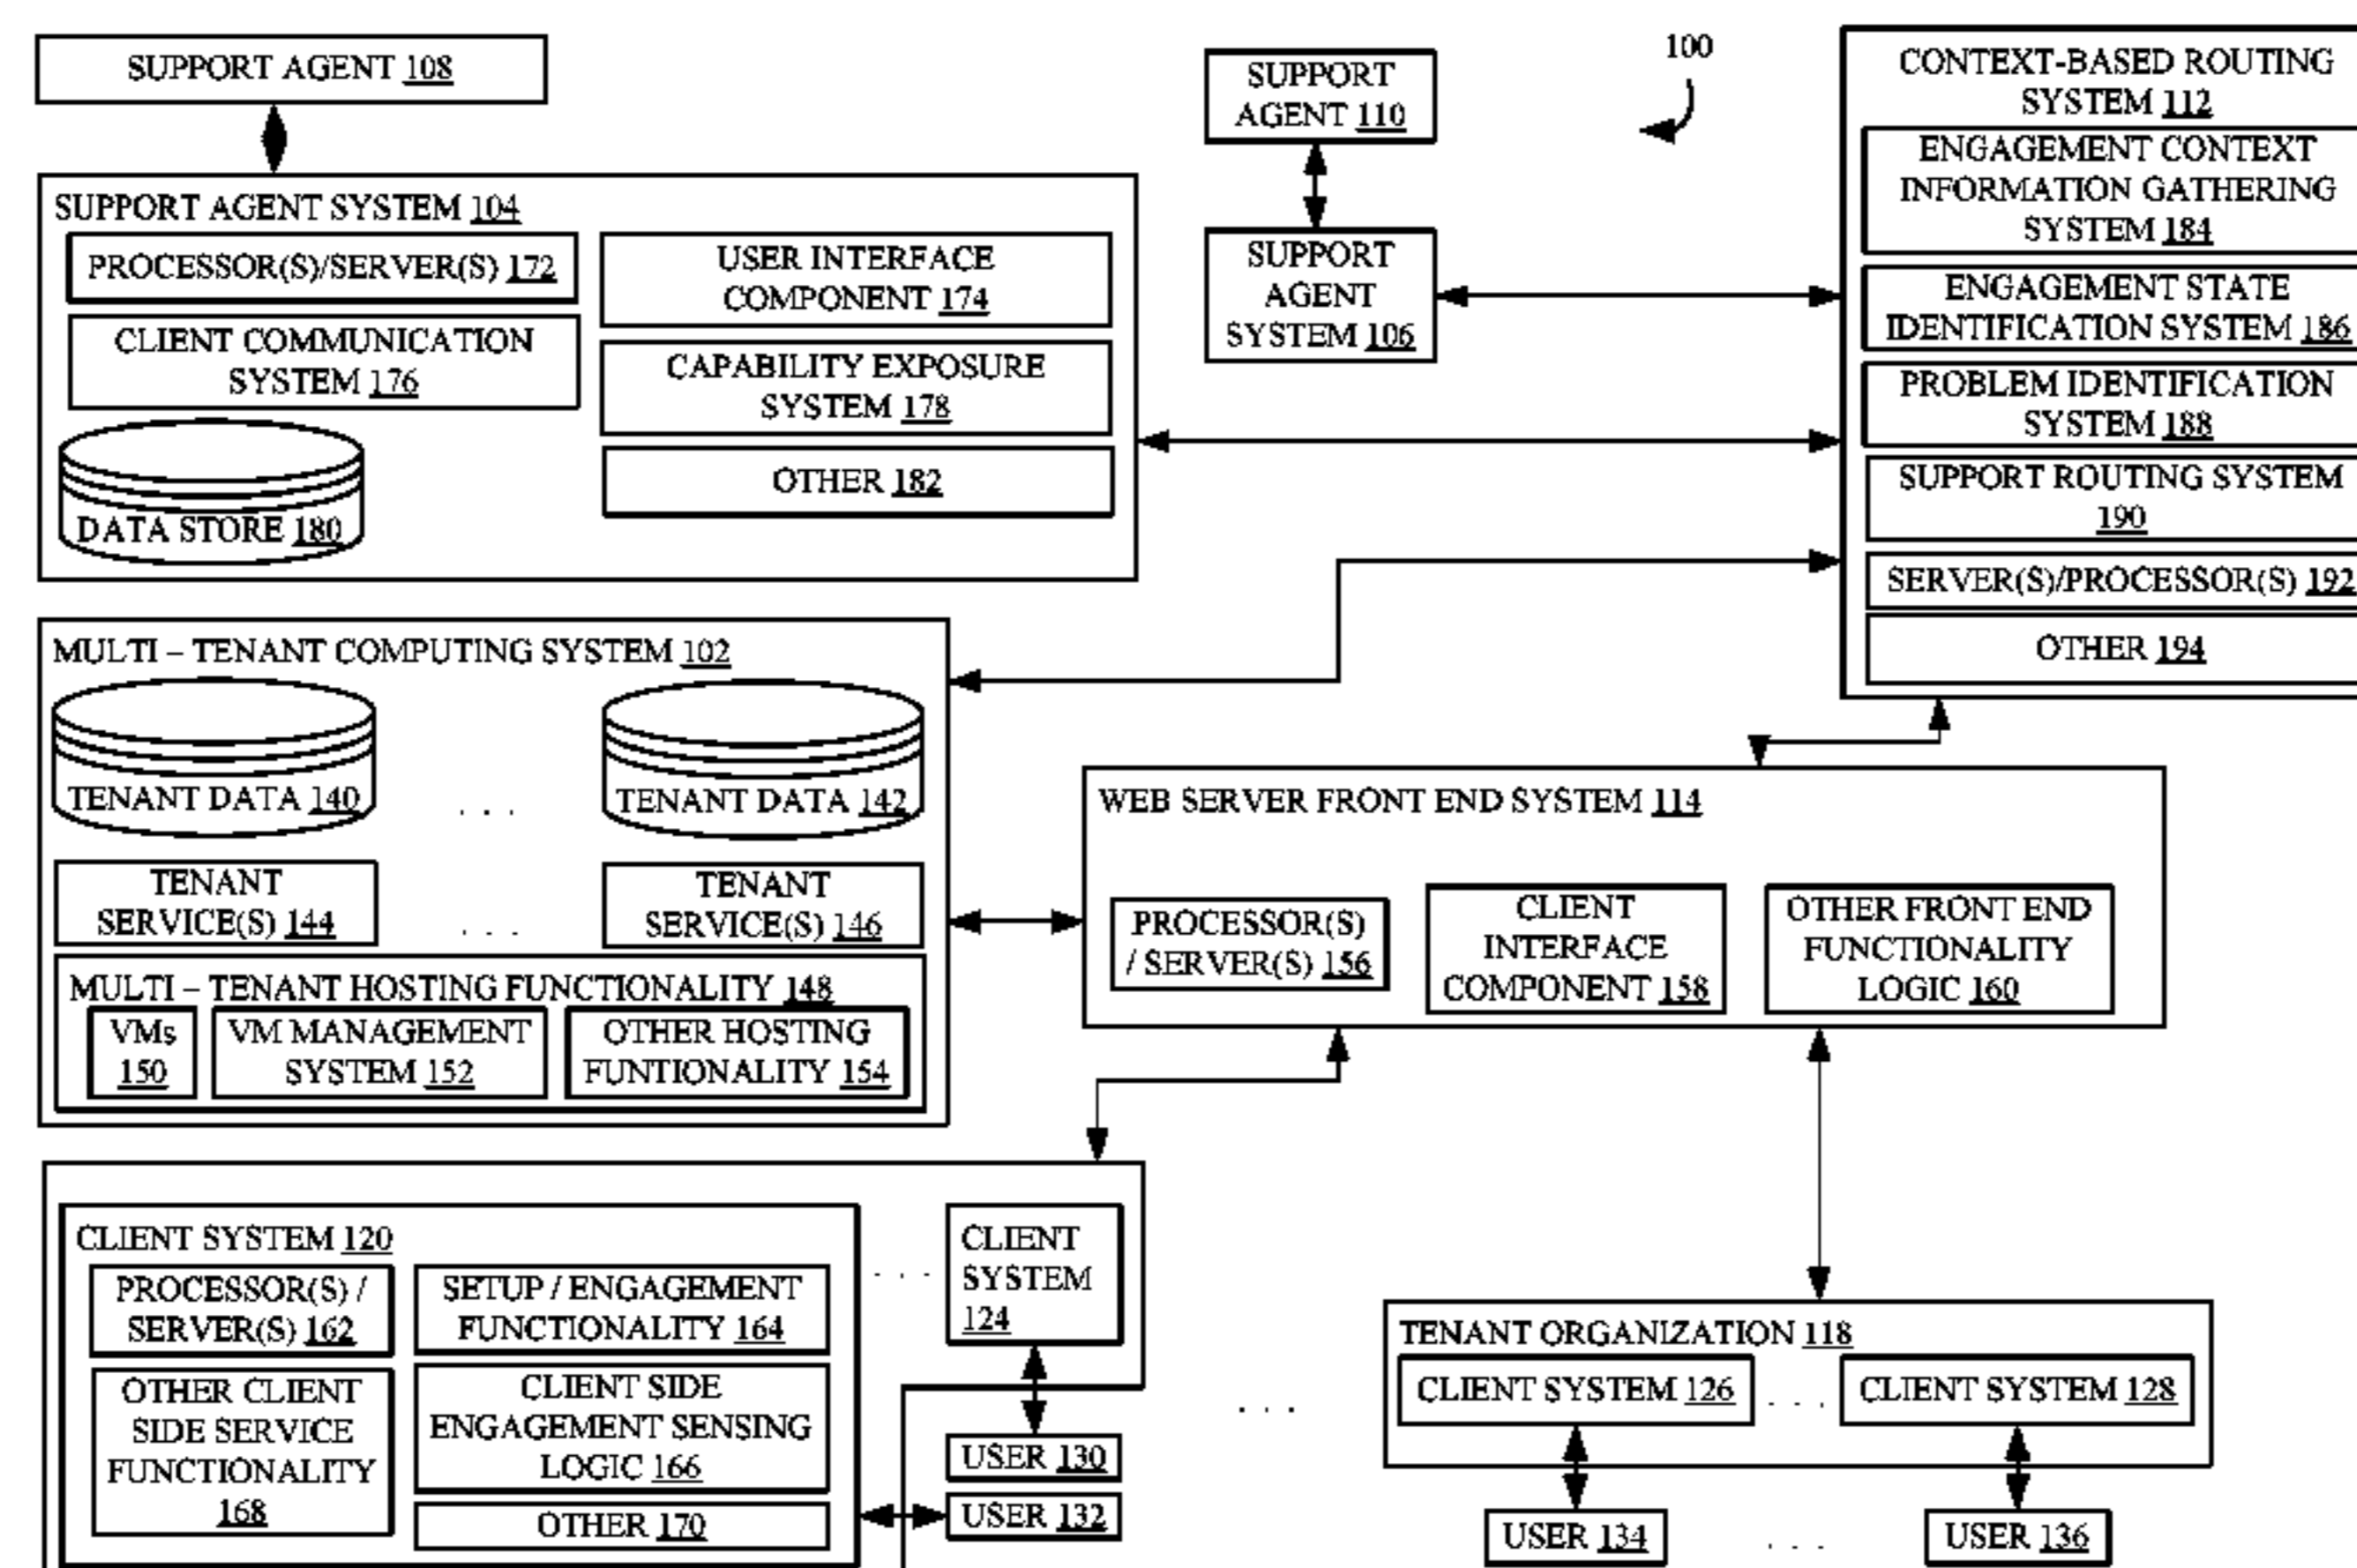 SUPPORT AGENT 108
SUPPORT
AGENT 110
100
CONTEXT-BASED ROUTING
SYSTEM 112
ENGAGEMENT CONTEXT
INFORMATION GATHERING
SYSTEM 184
ENGAGEMENT STATE
IDENTIFICATION SYSTEM 186
PROBLEM IDENTIFICATION
SYSTEM 188
SUPPORT ROUTING SYSTEM
190
SERVER(S)/PROCESSOR(S) 192
OTHER 194
SUPPORT AGENT SYSTEM 104
PROCESSOR(S)/SERVER(S) 172
CLIENT COMMUNICATION
SYSTEM 176
DATA STORE 180
USER INTERFACE
COMPONENT 174
CAPABILITY EXPOSURE
SYSTEM 178
OTHER 182
SUPPORT
AGENT
SYSTEM 106
MULTI – TENANT COMPUTING SYSTEM 102
TENANT DATA 140
. . .
TENANT DATA 142
TENANT
SERVICE(S) 144
. . .
TENANT
SERVICE(S) 146
MULTI – TENANT HOSTING FUNCTIONALITY 148
VMs
150
VM MANAGEMENT
SYSTEM 152
OTHER HOSTING
FUNTIONALITY 154
WEB SERVER FRONT END SYSTEM 114
PROCESSOR(S)
/ SERVER(S) 156
CLIENT
INTERFACE
COMPONENT 158
OTHER FRONT END
FUNCTIONALITY
LOGIC 160
CLIENT SYSTEM 120
PROCESSOR(S) /
SERVER(S) 162
OTHER CLIENT
SIDE SERVICE
FUNCTIONALITY
168
SETUP / ENGAGEMENT
FUNCTIONALITY 164
CLIENT SIDE
ENGAGEMENT SENSING
LOGIC 166
OTHER 170
. . .
CLIENT
SYSTEM
124
USER 130
USER 132
. . .
TENANT ORGANIZATION 118
CLIENT SYSTEM 126
. . .
CLIENT SYSTEM 128
USER 134
. . .
USER 136